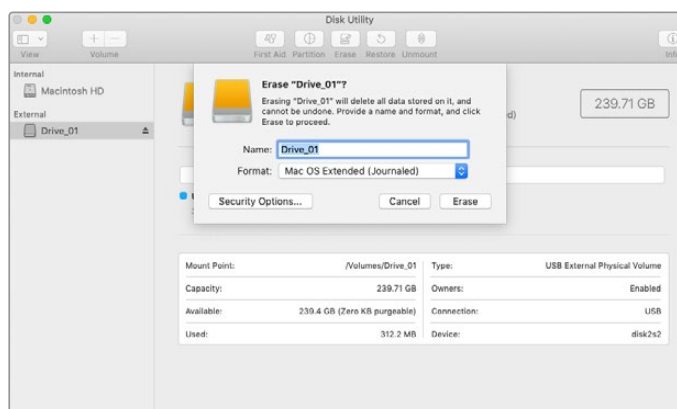 Disk Utility
View
Volume
First Aid
Partition
Erase
Restore
Unmount
Internal
Macintosh HD
External
Drive_01
Erase "Drive_01"?
Erasing "Drive_01" will delete all data stored on it, and
cannot be undone. Provide a name and format, and click
Erase to proceed.
Name: Drive_01
Format: Mac OS Extended (Journaled)
Security Options...
Cancel
Erase
239.71 GB
Mount Point: /Volumes/Drive_01
Capacity: 239.71 GB
Available: 239.4 GB (Zero KB purgeable)
Used: 312.2 MB
Type: USB External Physical Volume
Owners: Enabled
Connection: USB
Device: disk2s2